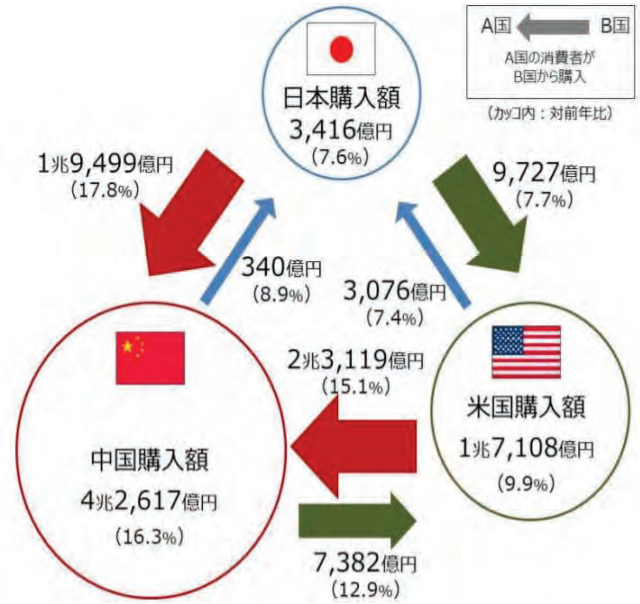 A国 B国
A国の消費者が
B国から購入
(カッコ内：対前年比)
日本購入額
3,416億円
(7.6%)
1兆9,499億円
(17.8%)
9,727億円
(7.7%)
340億円
(8.9%)
3,076億円
(7.4%)
2兆3,119億円
(15.1%)
中国購入額
4兆2,617億円
(16.3%)
米国購入額
1兆7,108億円
(9.9%)
7,382億円
(12.9%)